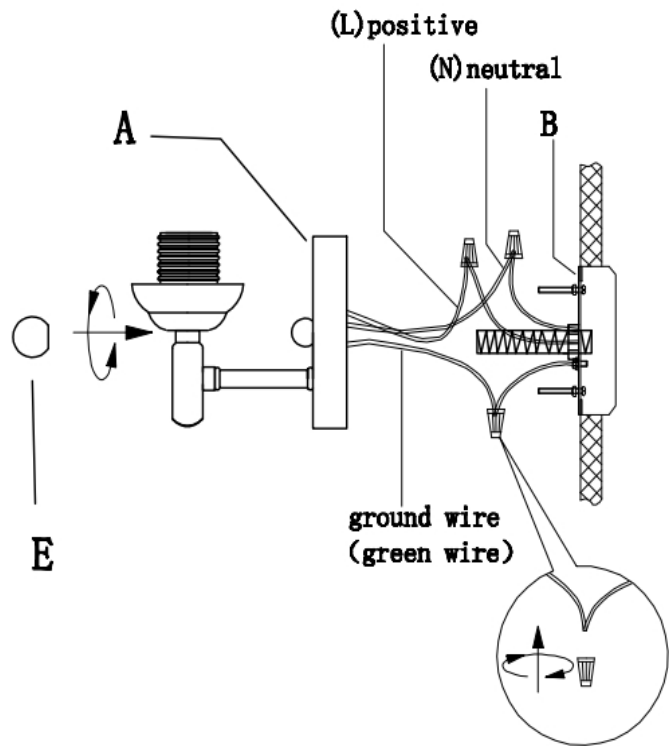 (L)positive
(N)neutral
A
B
ground wire
(green wire)
E